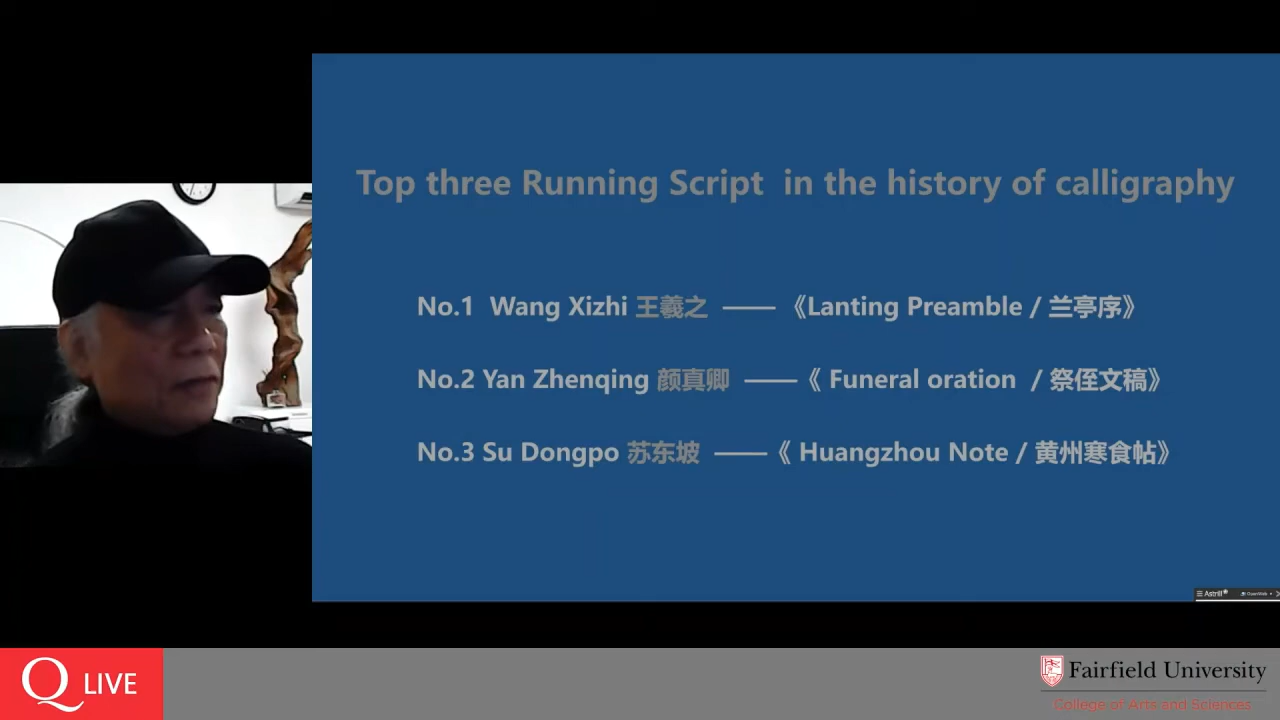 Top three Running Script in the history of calligraphy
No.1 Wang Xizhi 王羲之 —— 《Lanting Preamble / 兰亭序》
No.2 Yan Zhenqing 颜真卿 ——《 Funeral oration / 祭侄文稿》
No.3 Su Dongpo 苏东坡 ——《 Huangzhou Note / 黄州寒食帖》
Astrill
OpenWeb
Q LIVE
Fairfield University
College of Arts and Sciences